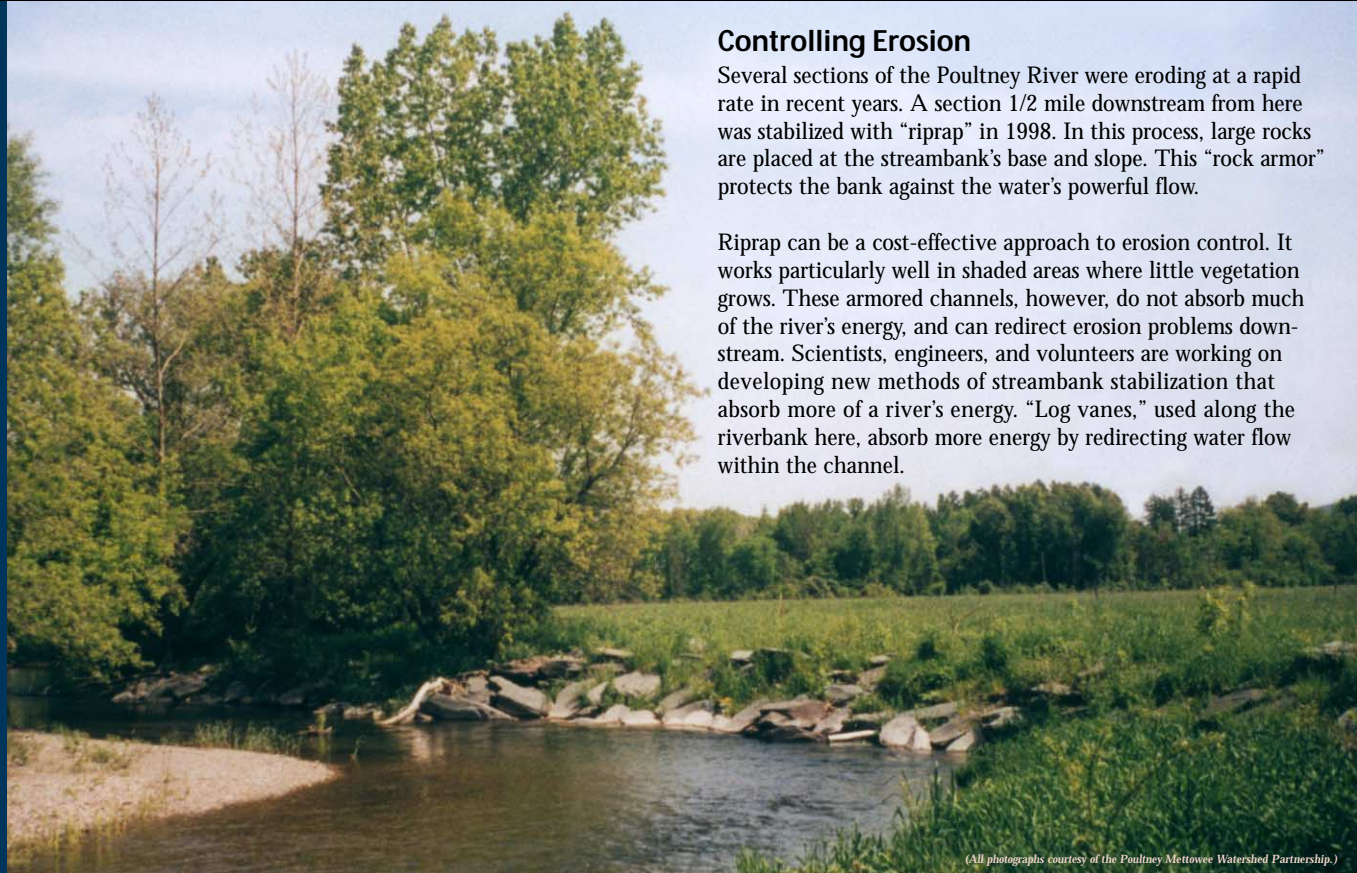 Controlling Erosion
Several sections of the Poultney River were eroding at a rapid
rate in recent years. A section 1/2 mile downstream from here
was stabilized with “riprap” in 1998. In this process, large rocks
are placed at the streambank’s base and slope. This “rock armor”
protects the bank against the water’s powerful flow.
Riprap can be a cost-effective approach to erosion control. It
works particularly well in shaded areas where little vegetation
grows. These armored channels, however, do not absorb much
of the river’s energy, and can redirect erosion problems down-
stream. Scientists, engineers, and volunteers are working on
developing new methods of streambank stabilization that
absorb more of a river’s energy. “Log vanes,” used along the
riverbank here, absorb more energy by redirecting water flow
within the channel.
(All photographs courtesy of the Poultney Mettowee Watershed Partnership.)